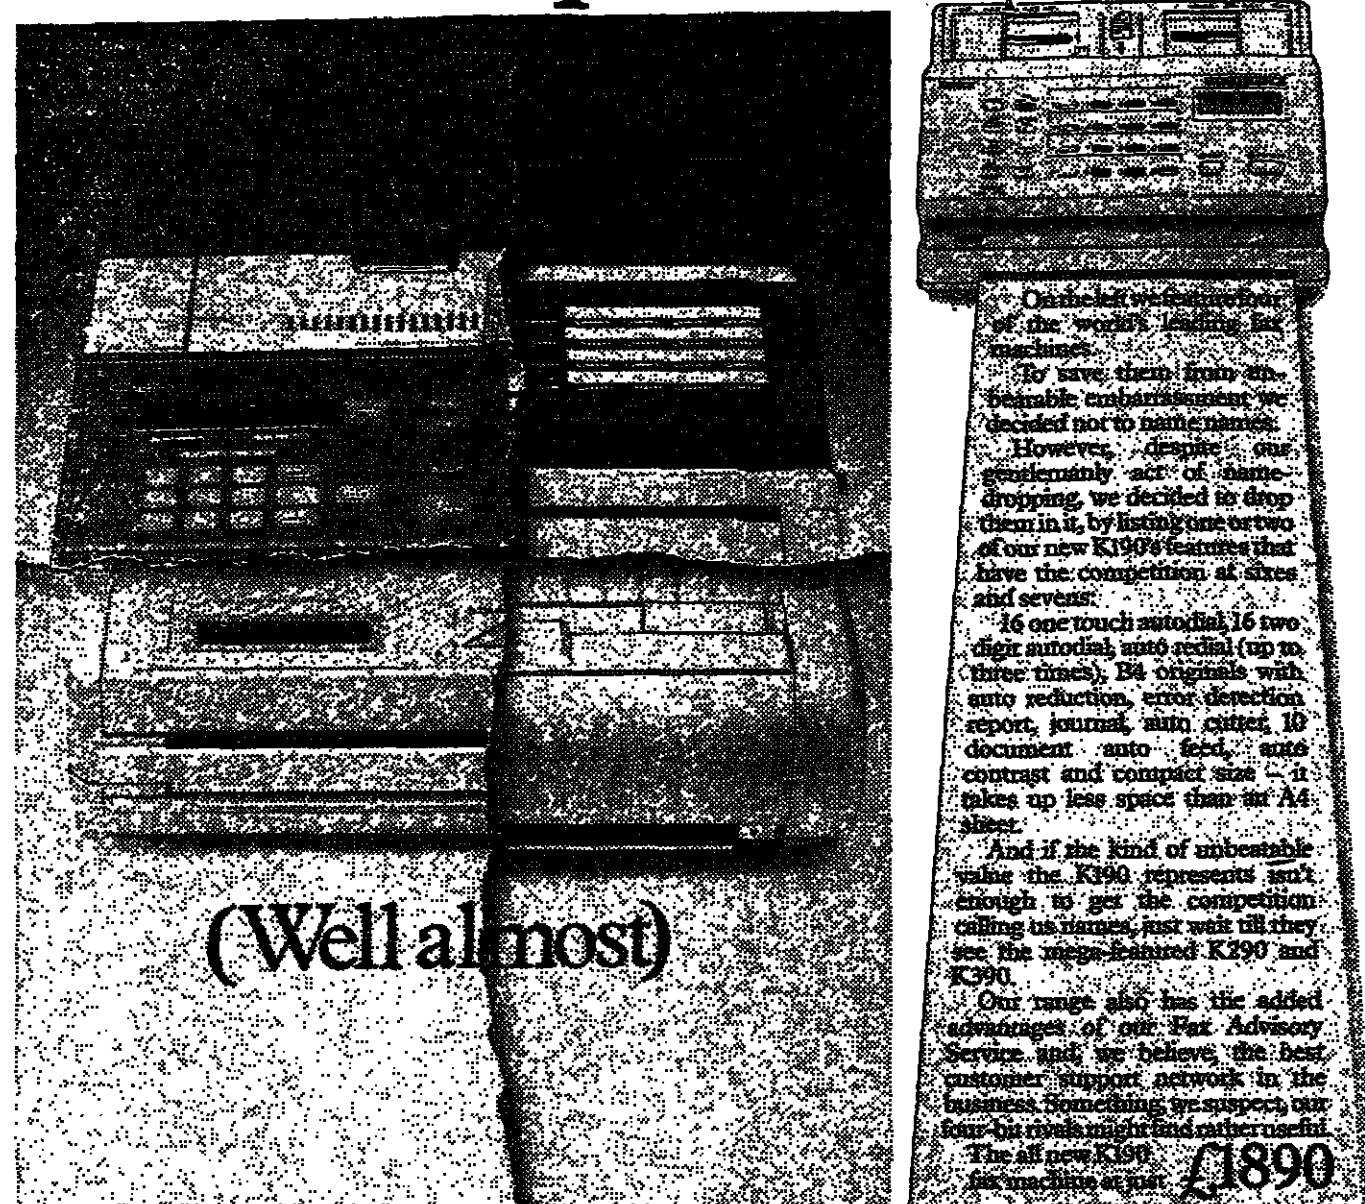 (Well almost)
On the left we feature four
of the world's leading fax
machines.
To save them from un-
bearable embarrassment we
decided not to name names.
However, despite our
gentlemanly act of name-
dropping, we decided to drop
them in it, by listing one or two
of our new K190's features that
have the competition at sixes
and sevens.
16 one touch autodial, 16 two
digit autodial, auto redial (up to
three times), B4 originals with
auto reduction, error detection
report, journal, auto cutter, 10
document auto feed, auto
contrast and compact size – it
takes up less space than an A4
sheet.
And if the kind of unbeatable
value the K190 represents isn't
enough to get the competition
calling us names, just wait till they
see the mega-featured K290 and
K390.
Our range also has the added
advantages of our Fax Advisory
Service and, we believe, the best
customer support network in the
business. Something, we suspect, our
four-bit rivals might find rather useful.
The all new K190
fax machine at just £1890